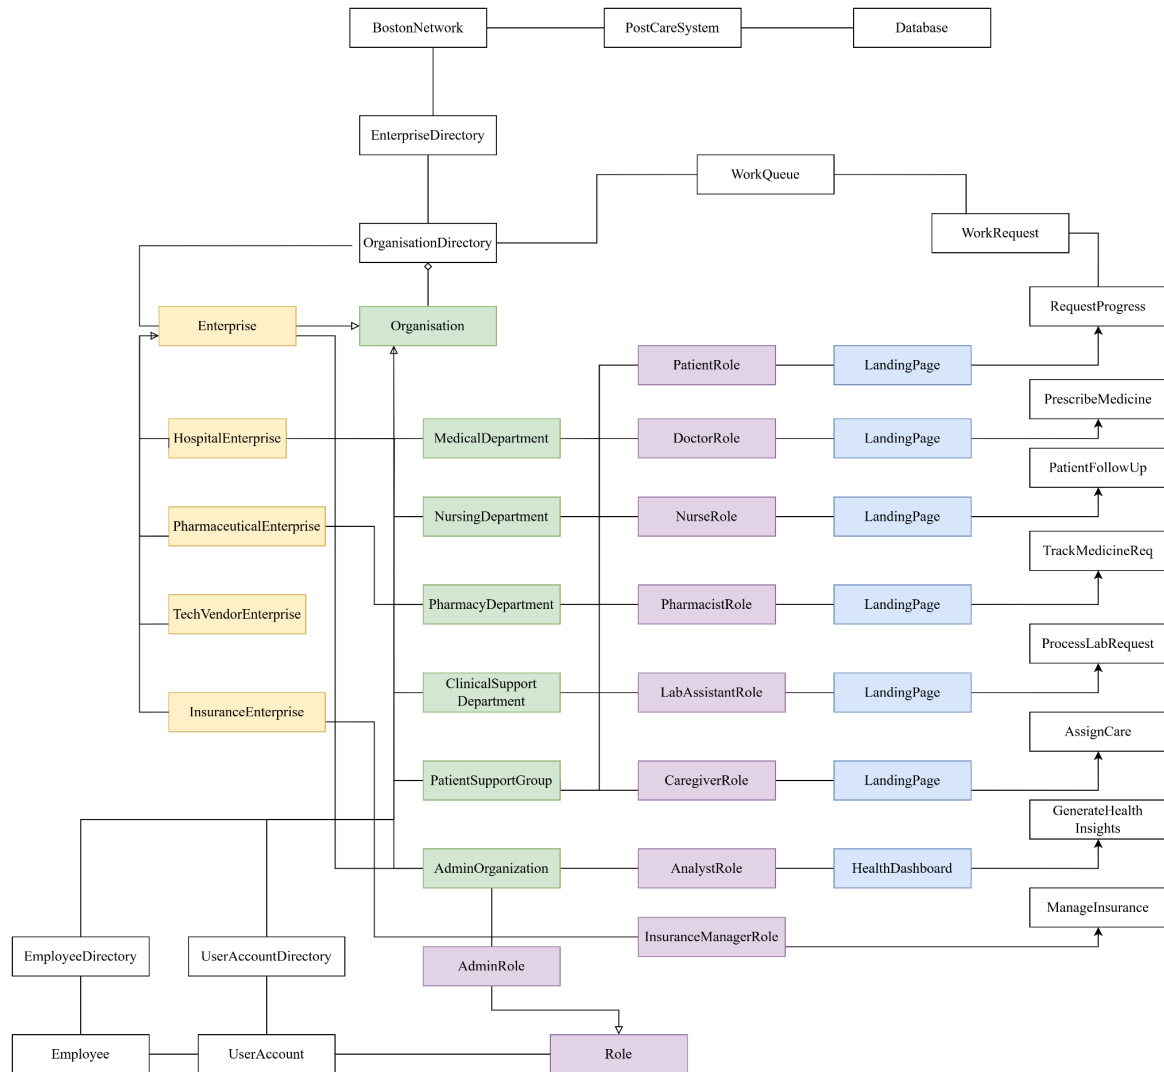 BostonNetwork
PostCareSystem
Database
EnterpriseDirectory
WorkQueue
OrganisationDirectory
WorkRequest
Enterprise
Organisation
RequestProgress
PatientRole
LandingPage
PrescribeMedicine
HospitalEnterprise
MedicalDepartment
DoctorRole
LandingPage
PatientFollowUp
PharmaceuticalEnterprise
NursingDepartment
NurseRole
LandingPage
TrackMedicineReq
TechVendorEnterprise
PharmacyDepartment
PharmacistRole
LandingPage
ProcessLabRequest
InsuranceEnterprise
ClinicalSupport
Department
LabAssistantRole
LandingPage
AssignCare
PatientSupportGroup
CaregiverRole
LandingPage
GenerateHealth
Insights
AdminOrganization
AnalystRole
HealthDashboard
ManageInsurance
EmployeeDirectory
UserAccountDirectory
InsuranceManagerRole
AdminRole
Employee
UserAccount
Role